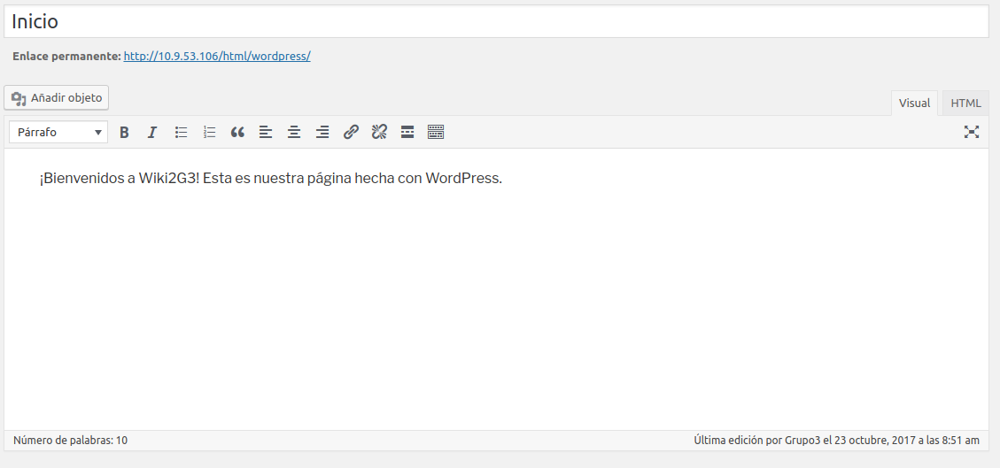 Inicio
Enlace permanente: http://10.9.53.106/html/wordpress/
Añadir objeto
Visual HTML
Párrafo
¡Bienvenidos a Wiki2G3! Esta es nuestra página hecha con WordPress.
Número de palabras: 10 Última edición por Grupo3 el 23 octubre, 2017 a las 8:51 am